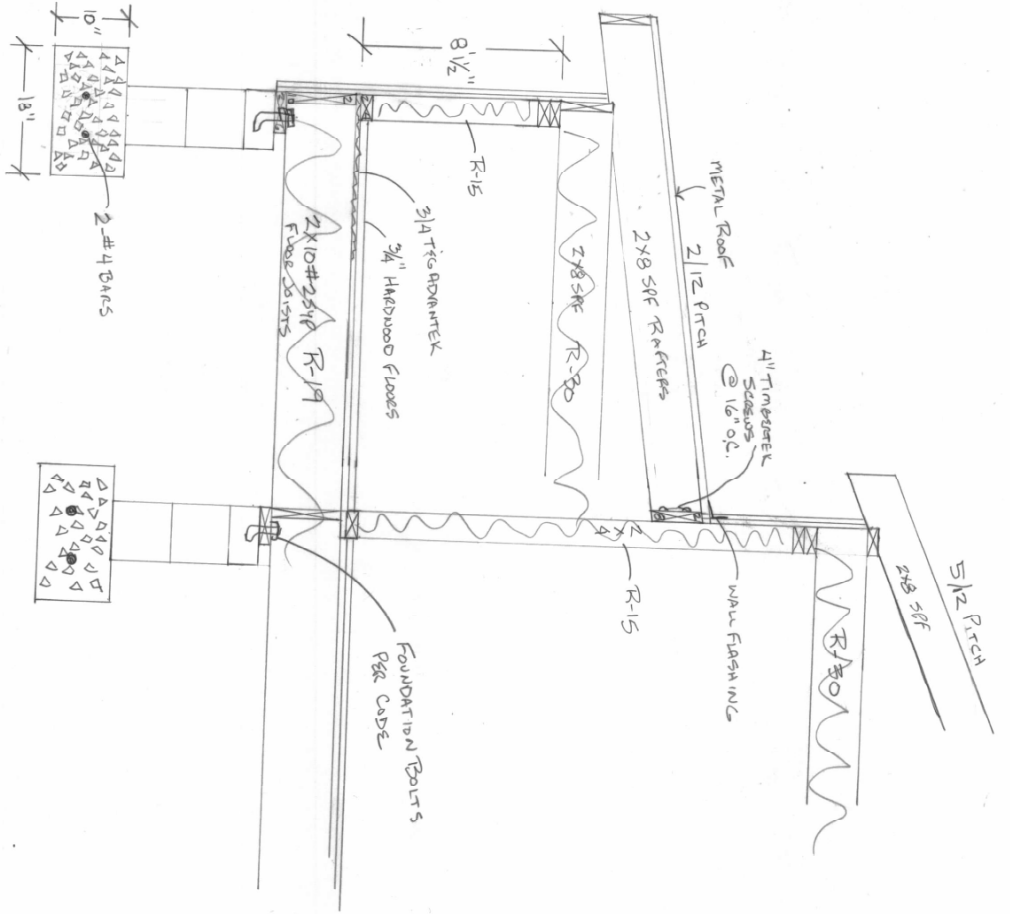 5/12 PITCH
2X8 SPF
R-30
METAL ROOF
2/12 PITCH
2X8 SPF RAFTERS
4" TIMBERTEK
SCREWS
@ 16" O.C.
WALL FLASHING
2X8 SPF
R-30
8'½"
R-15
2X4
R-15
3/4 T&G ADVANTEK
3/4" HARDWOOD FLOORS
2X10 #2 SYP R-19
FLOOR JOISTS
FOUNDATION BOLTS
PER CODE
10"
18"
2-#4 BARS